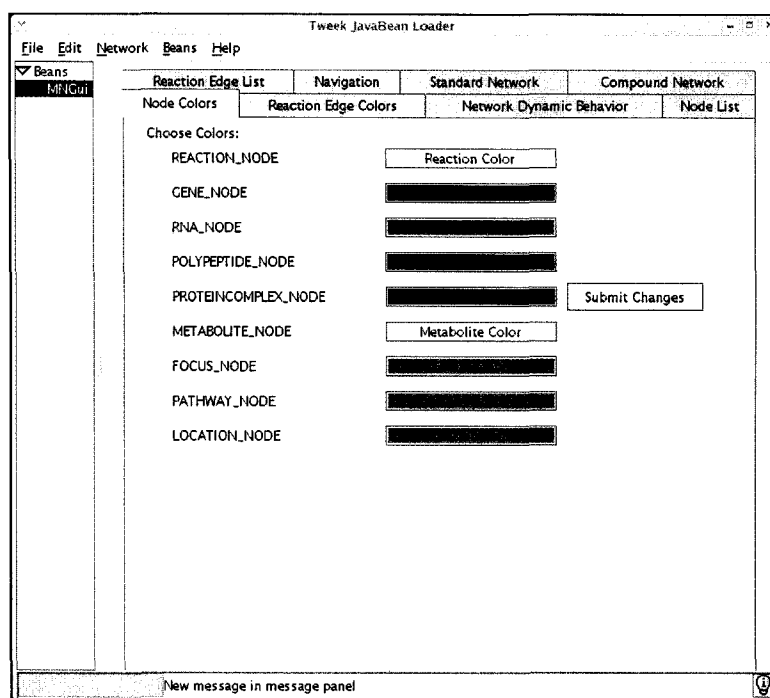 Tweek JavaBean Loader
File Edit Network Beans Help
Beans
MNGui
Reaction Edge List Navigation Standard Network Compound Network
Node Colors Reaction Edge Colors Network Dynamic Behavior Node List
Choose Colors:
REACTION_NODE Reaction Color
GENE_NODE
RNA_NODE
POLYPEPTIDE_NODE
PROTEINCOMPLEX_NODE Submit Changes
METABOLITE_NODE Metabolite Color
FOCUS_NODE
PATHWAY_NODE
LOCATION_NODE
New message in message panel